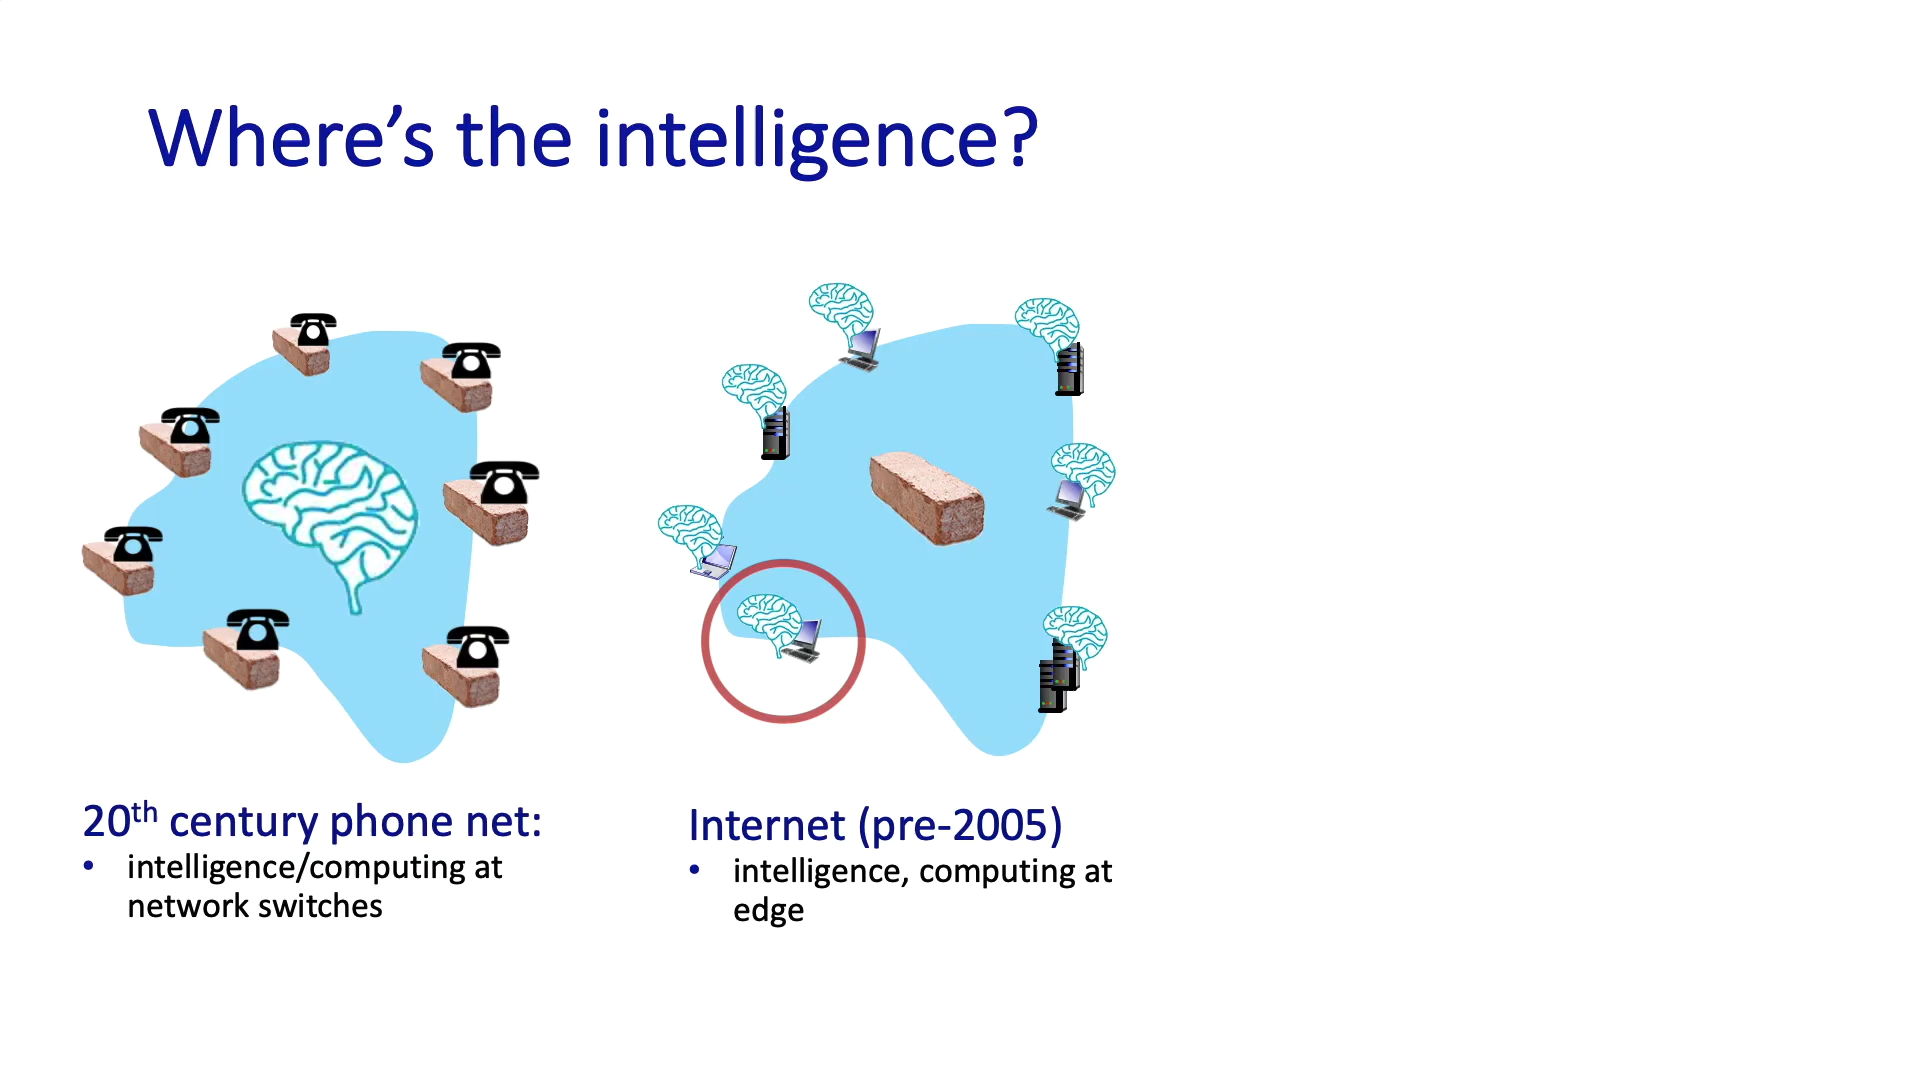 Where’s the intelligence?
20th century phone net:
• intelligence/computing at
network switches
Internet (pre-2005)
• intelligence, computing at
edge